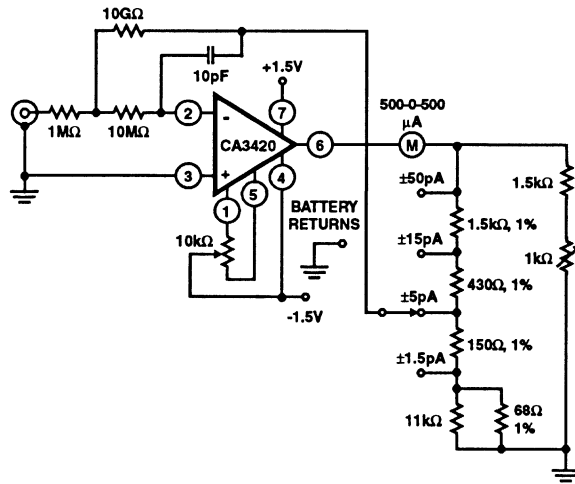 10GΩ
10pF
+1.5V
1MΩ
10MΩ
2
-
7
CA3420
6
500-0-500
μA
M
3
+
4
5
1
10kΩ
BATTERY
RETURNS
-1.5V
±50pA
1.5kΩ, 1%
±15pA
430Ω, 1%
±5pA
150Ω, 1%
±1.5pA
11kΩ
68Ω
1%
1.5kΩ
1kΩ